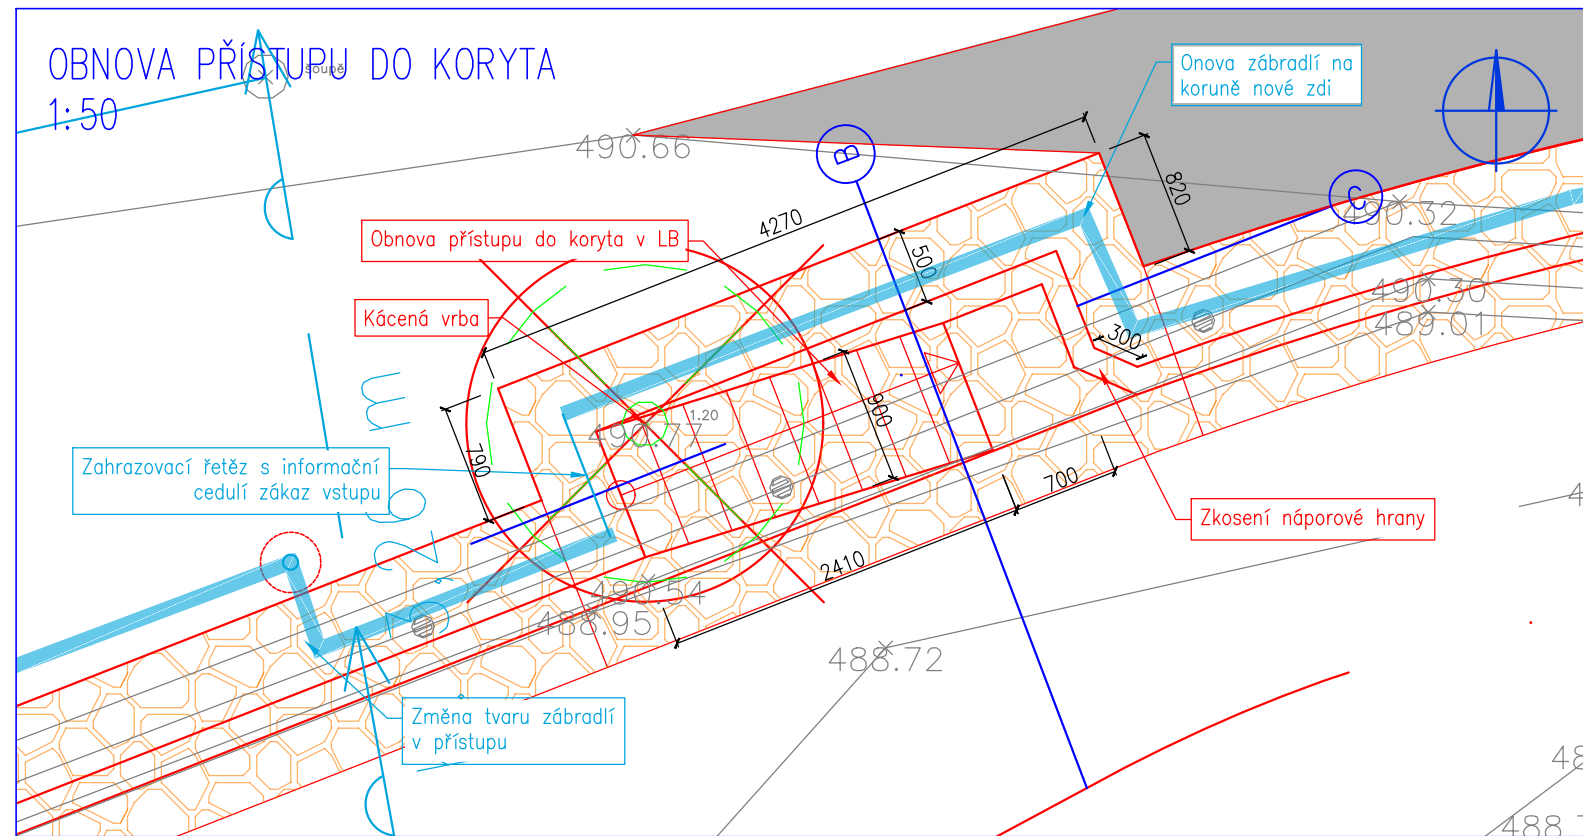 OBNOVA PŘÍSTUPU DO KORYTA
1:50
šoupě
490.66
Onova zábradlí na
koruně nové zdi
B
C
820
490.32
4270
Obnova přístupu do koryta v LB
500
490.30
489.01
Kácená vrba
300
900
1.20
490.77
790
Zahrazovací řetěz s informační
cedulí zákaz vstupu
700
Zkosení náporové hrany
2410
490.54
488.95
488.72
Změna tvaru zábradlí
v přístupu